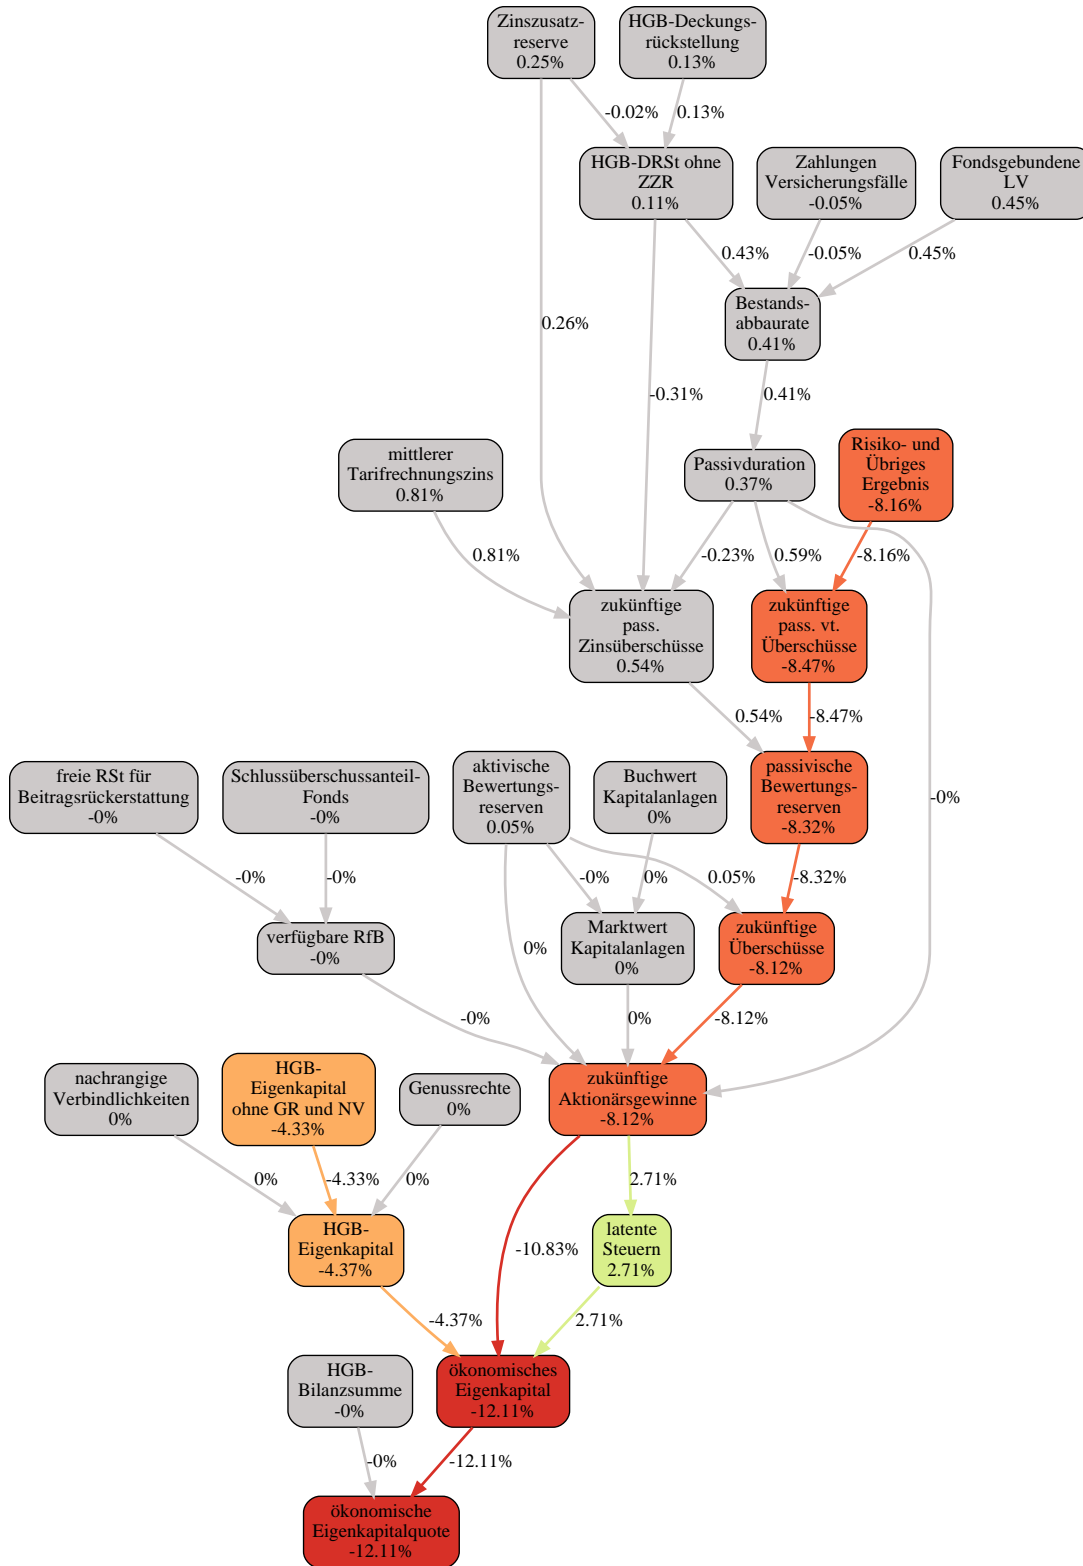 Zinszusatz-
reserve
0.25%
HGB-Deckungs-
rückstellung
0.13%
-0.02%
0.13%
HGB-DRSt ohne
ZZR
0.11%
Zahlungen
Versicherungsfälle
-0.05%
Fondsgebundene
LV
0.45%
0.43%
-0.05%
0.45%
Bestands-
abbaurate
0.41%
0.26%
-0.31%
0.41%
mittlerer
Tarifrechnungszins
0.81%
Passivduration
0.37%
Risiko- und
Übriges
Ergebnis
-8.16%
0.81%
-0.23%
0.59%
-8.16%
zukünftige
pass.
Zinsüberschüsse
0.54%
zukünftige
pass. vt.
Überschüsse
-8.47%
0.54%
-8.47%
freie RSt für
Beitragsrückerstattung
-0%
Schlussüberschussanteil-
Fonds
-0%
aktivische
Bewertungs-
reserven
0.05%
Buchwert
Kapitalanlagen
0%
passivische
Bewertungs-
reserven
-8.32%
-0%
-0%
-0%
-0%
0%
0.05%
-8.32%
verfügbare RfB
-0%
0%
Marktwert
Kapitalanlagen
0%
zukünftige
Überschüsse
-8.12%
-0%
0%
-8.12%
nachrangige
Verbindlichkeiten
0%
HGB-
Eigenkapital
ohne GR und NV
-4.33%
Genussrechte
0%
zukünftige
Aktionärsgewinne
-8.12%
0%
-4.33%
0%
2.71%
HGB-
Eigenkapital
-4.37%
-10.83%
latente
Steuern
2.71%
-4.37%
2.71%
HGB-
Bilanzsumme
-0%
ökonomisches
Eigenkapital
-12.11%
-0%
-12.11%
ökonomische
Eigenkapitalquote
-12.11%